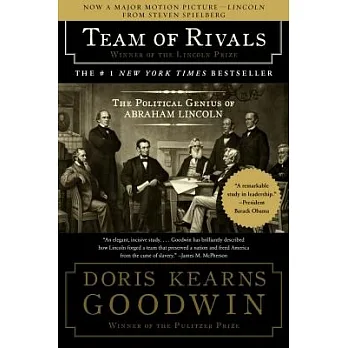 NOW A MAJOR MOTION PICTURE—LINCOLN
FROM STEVEN SPIELBERG
TEAM OF RIVALS
WINNER OF THE LINCOLN PRIZE
THE #1 NEW YORK TIMES BESTSELLER
THE POLITICAL GENIUS OF
ABRAHAM LINCOLN
"A remarkable
study in leadership."
—President
Barack Obama
"An elegant, incisive study. . . . Goodwin has brilliantly described
how Lincoln forged a team that preserved a nation and freed America
from the curse of slavery." —James M. McPherson
DORIS KEARNS
GOODWIN
WINNER OF THE PULITZER PRIZE